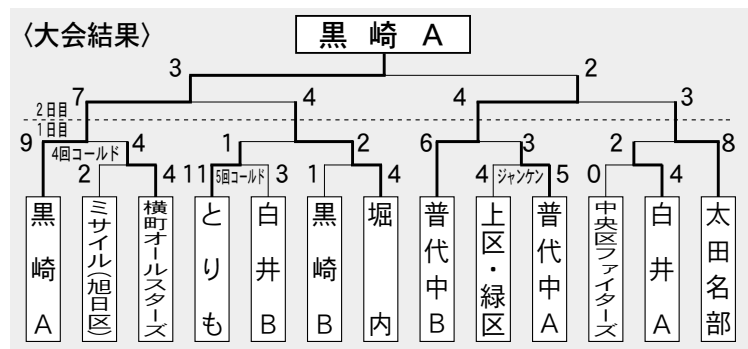 〈大会結果〉
黒崎A
3
2
7
4
4
3
2日目
1日目
9
4
1
2
6
3
2
8
4回コールド
2
4
11
5回コールド
3
1
4
4
ジャンケン
5
0
4
黒崎A
ミサイル(旭日区)
横町オールスターズ
とりも
白井B
黒崎B
堀内
普代中B
上区・緑区
普代中A
中央区ファイターズ
白井A
太田名部